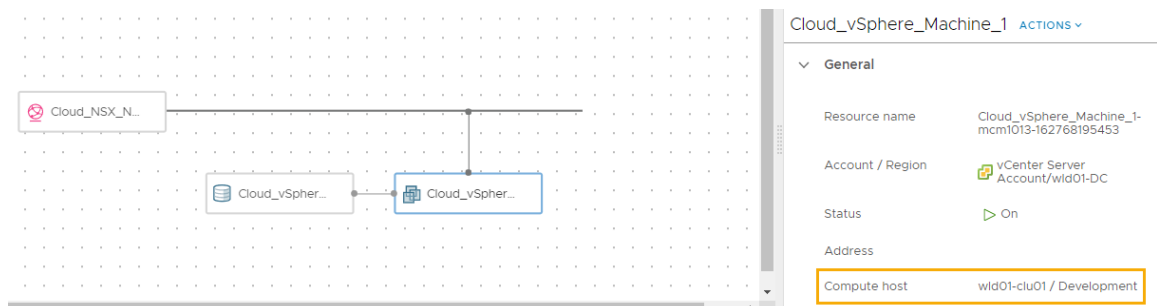 Cloud_NSX_N...
Cloud_vSpher...
Cloud_vSpher...
Cloud_vSphere_Machine_1 ACTIONS
General
Resource name
Cloud_vSphere_Machine_1-
mcm1013-162768195453
Account / Region
vCenter Server
Account/wld01-DC
Status
On
Address
Compute host
wld01-clu01 / Development